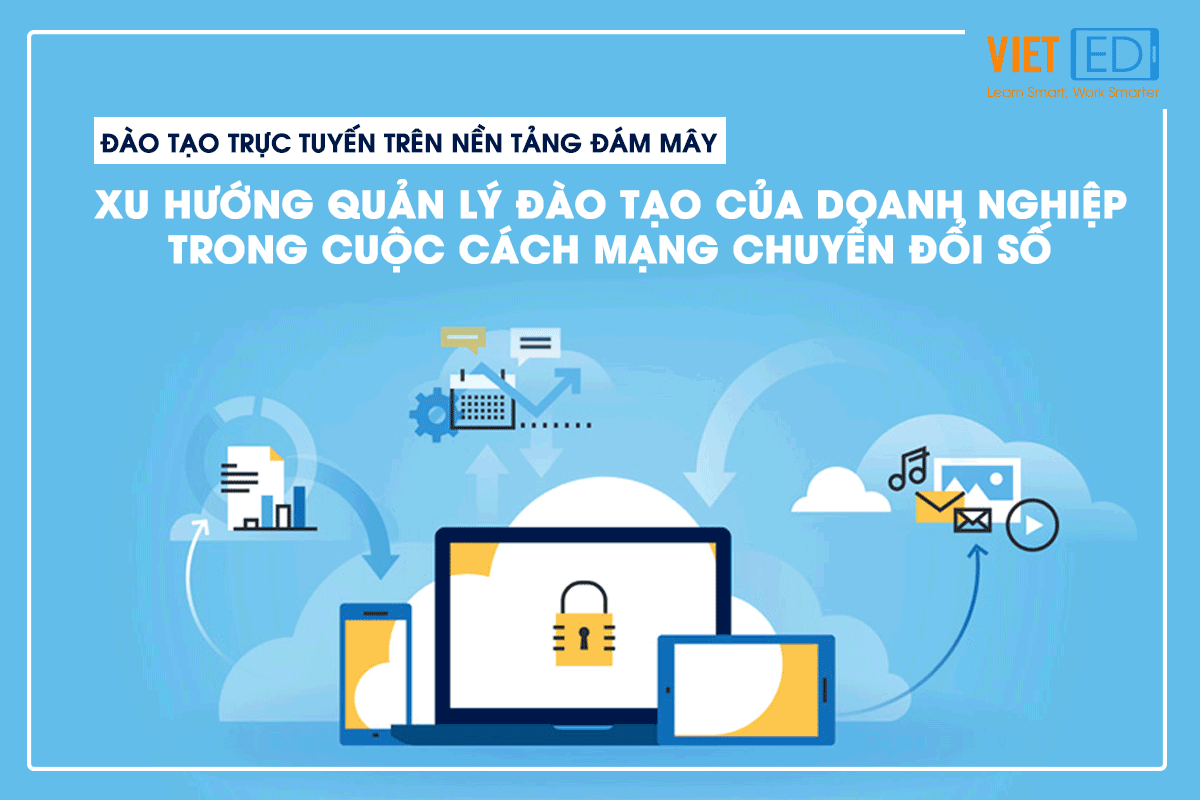 VIET ED
Learn Smart, Work Smarter
ĐÀO TẠO TRỰC TUYẾN TRÊN NỀN TẢNG ĐÁM MÂY
XU HƯỚNG QUẢN LÝ ĐÀO TẠO CỦA DOANH NGHIỆP
TRONG CUỘC CÁCH MẠNG CHUYỂN ĐỔI SỐ